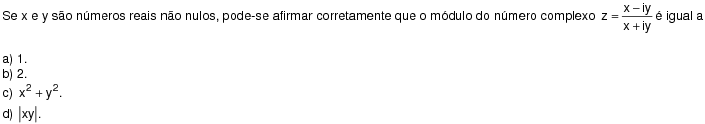 Se x e y são números reais não nulos, pode-se afirmar corretamente que o módulo do número complexo z = \frac{x - iy}{x + iy} é igual a
a) 1.
b) 2.
c) x² + y².
d) |xy|.